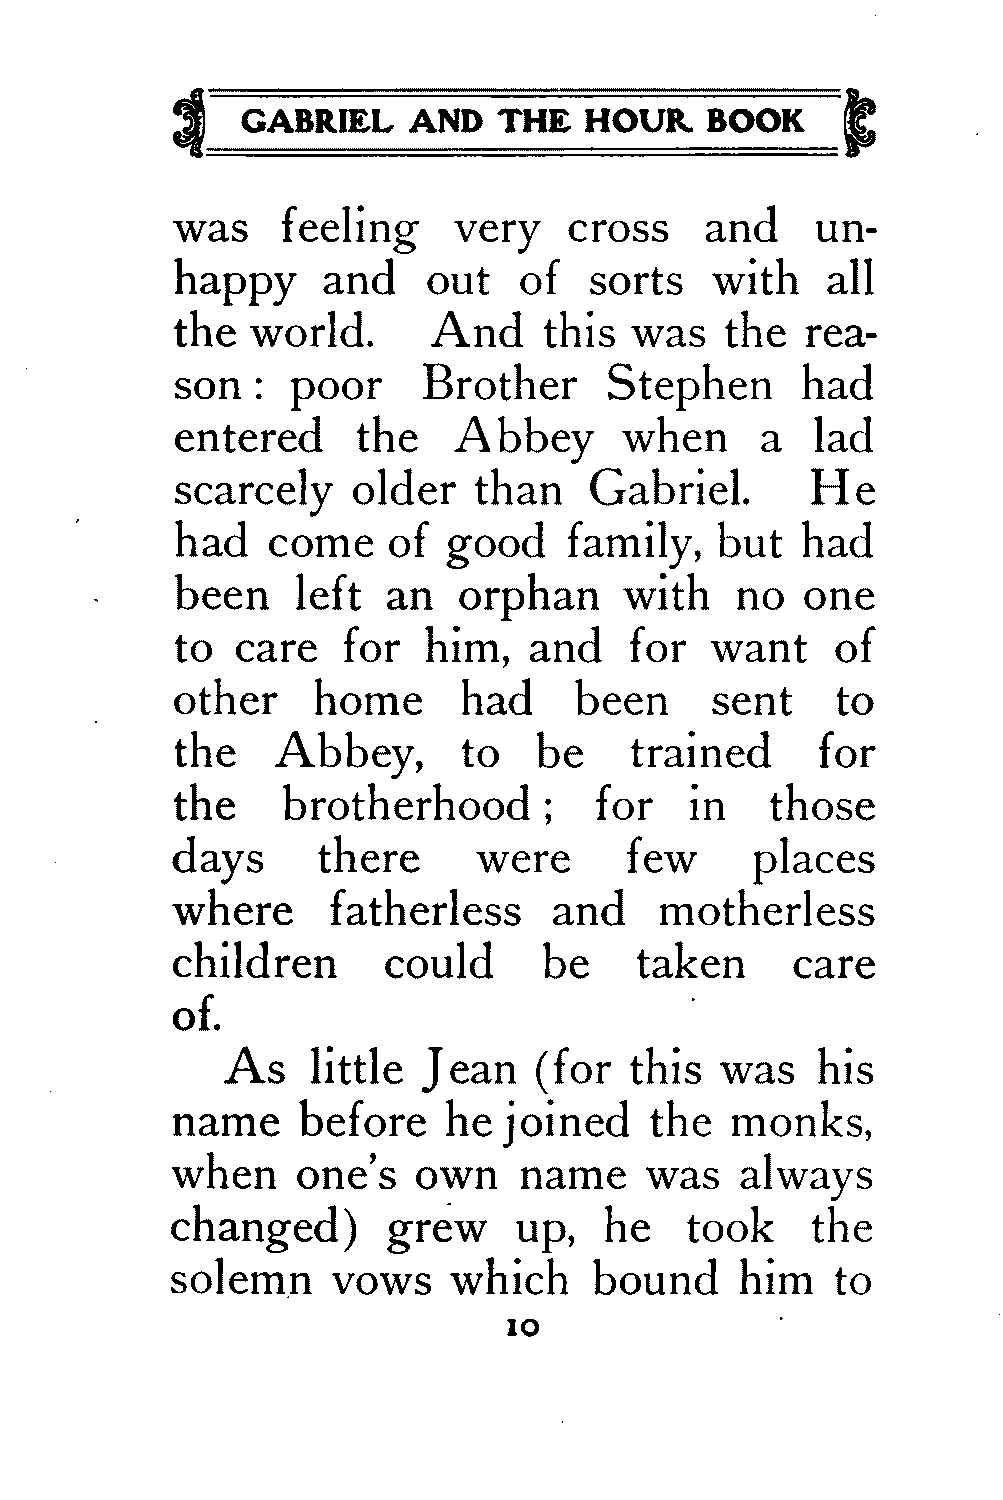 GABRIEL AND THE HOUR BOOK
was feeling very cross and un-
happy and out of sorts with all
the world. And this was the rea-
son : poor Brother Stephen had
entered the Abbey when a lad
scarcely older than Gabriel. He
had come of good family, but had
been left an orphan with no one
to care for him, and for want of
other home had been sent to
the Abbey, to be trained for
the brotherhood ; for in those
days there were few places
where fatherless and motherless
children could be taken care
of.
As little Jean (for this was his
name before he joined the monks,
when one's own name was always
changed) grew up, he took the
solemn vows which bound him to
10